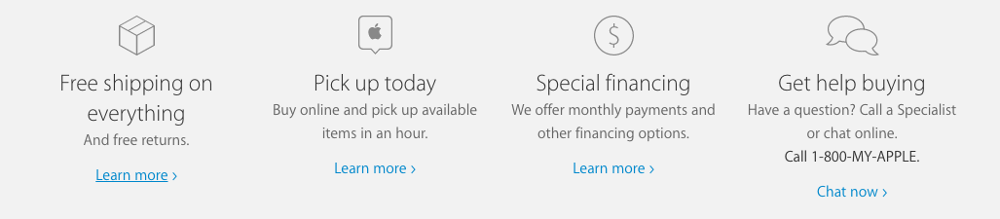 Free shipping on
everything
And free returns.
Learn more ›
Pick up today
Buy online and pick up available
items in an hour.
Learn more ›
Special financing
We offer monthly payments and
other financing options.
Learn more ›
Get help buying
Have a question? Call a Specialist
or chat online.
Call 1-800-MY-APPLE.
Chat now ›